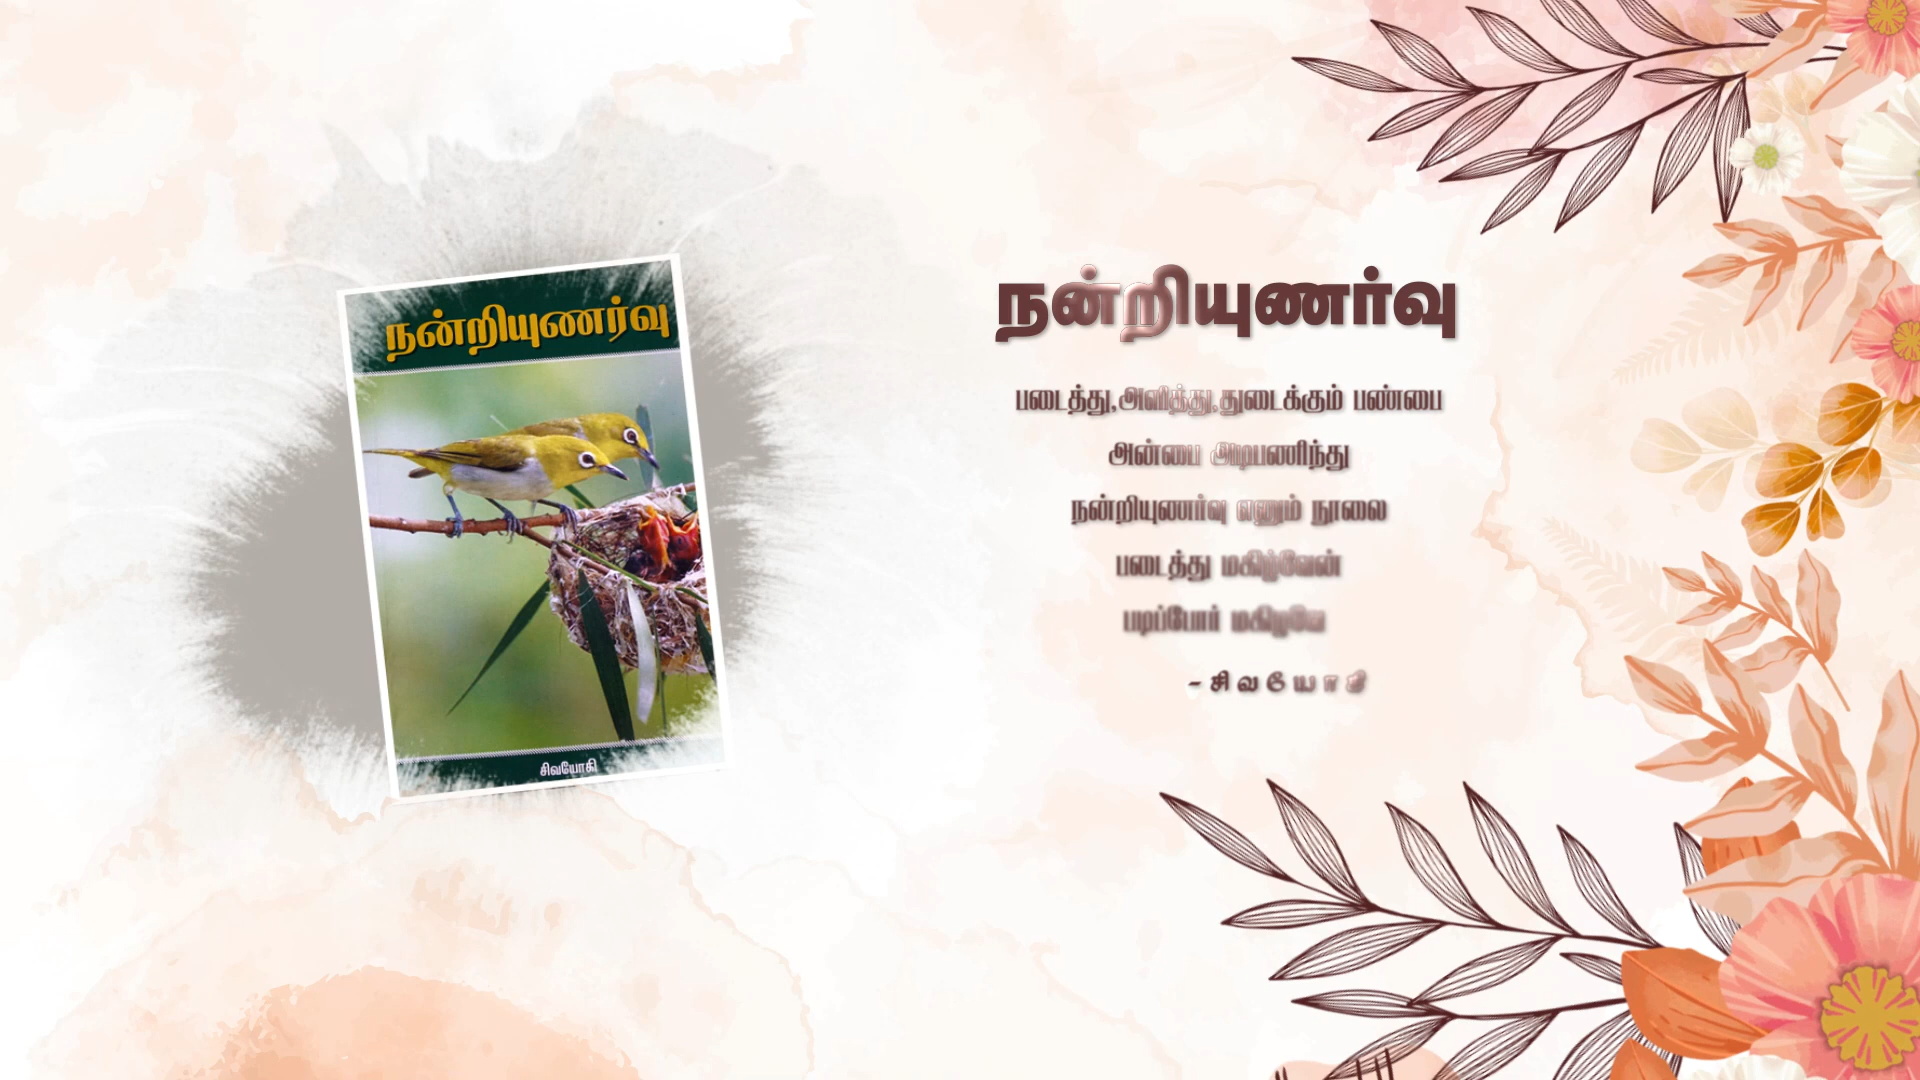 நன்றியுணர்வு
சிவயோகி
நன்றியுணர்வு
படைத்து,அளித்து,துடைக்கும் பண்பை
அன்பை அடிபணிந்து
நன்றியுணர்வு எனும் நூலை
படைத்து மகிழ்வேன்
படிப்போர் மகிழவே
- சிவயோகி